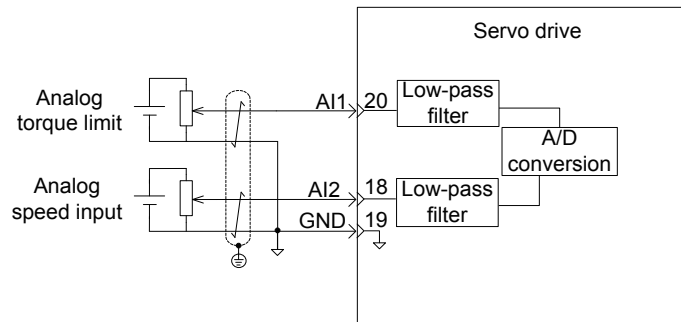 Servo drive
Analog
torque limit
AI1
20
Low-pass
filter
A/D
conversion
Analog
speed input
AI2
18
Low-pass
filter
GND
19